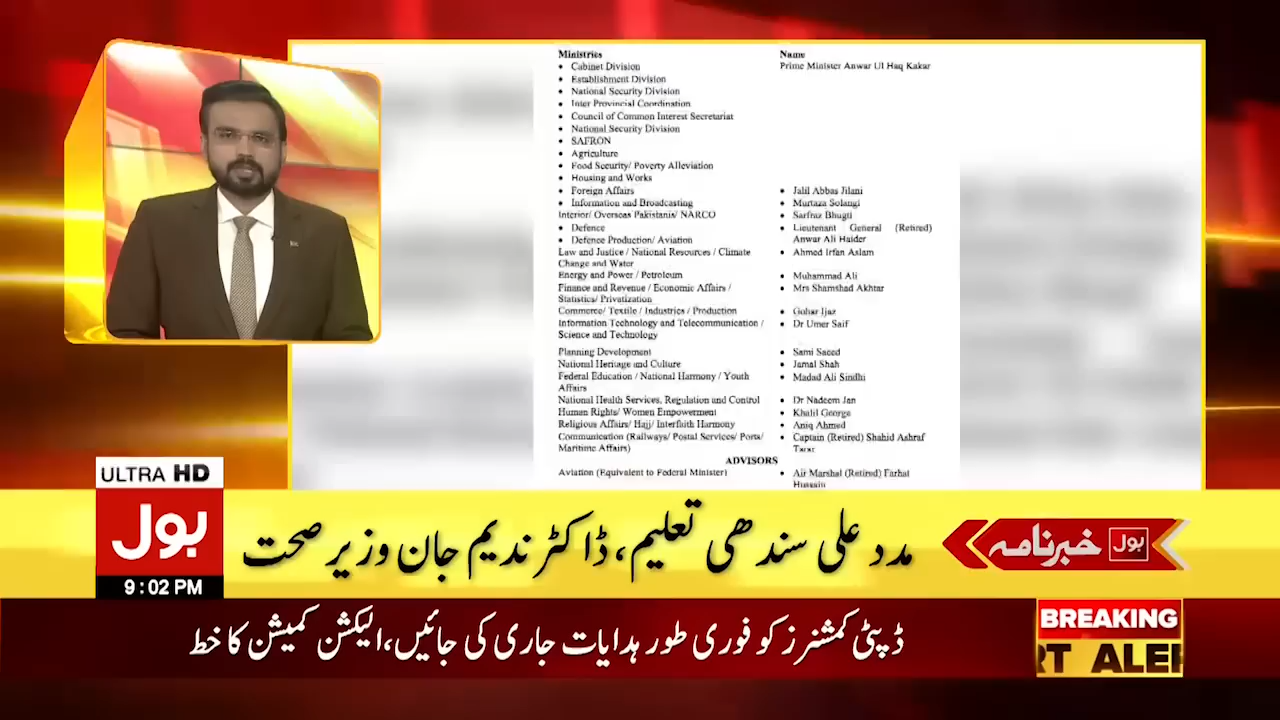 Ministries
Name
Cabinet Division
Prime Minister Anwar Ul Haq Kakar
Establishment Division
National Security Division
Inter Provincial Coordination
Council of Common Interest Secretariat
National Security Division
SAFRON
Agriculture
Food Security/ Poverty Alleviation
Housing and Works
Foreign Affairs
Jalil Abbas Jilani
Information and Broadcasting
Murtaza Solangi
Interior/ Overseas Pakistanis/ NARCO
Sarfraz Bhugti
Defence
Lieutenant General (Retired)
Anwar Ali Haider
Defence Production/ Aviation
Law and Justice / National Resources / Climate
Change and Water
Ahmed Irfan Aslam
Energy and Power / Petroleum
Muhammad Ali
Finance and Revenue / Economic Affairs /
Statistics/ Privatization
Mrs Shamshad Akhtar
Commerce/ Textile / Industries / Production
Gohar Ijaz
Information Technology and Telecommunication /
Science and Technology
Dr Umer Saif
Planning Development
Sami Saeed
National Heritage and Culture
Jamal Shah
Federal Education / National Harmony / Youth
Affairs
Madad Ali Sindhi
National Health Services, Regulation and Control
Dr Nadeem Jan
Human Rights/ Women Empowerment
Khalil George
Religious Affairs/ Hajj/ Interfaith Harmony
Aniq Ahmed
Communication (Railways/ Postal Services/ Ports/
Maritime Affairs)
Captain (Retired) Shahid Ashraf
Tarar
ADVISORS
Aviation (Equivalent to Federal Minister)
Air Marshal (Retired) Farhat
Hussain
ULTRA HD
بول
9:02 PM
بول خبرنامہ
مدد علی سندھی تعلیم، ڈاکٹر ندیم جان وزیر صحت
BREAKING
RT ALER
ڈپٹی کمشنرز کو فوری طور ہدایات جاری کی جائیں،الیکشن کمیشن کا خط